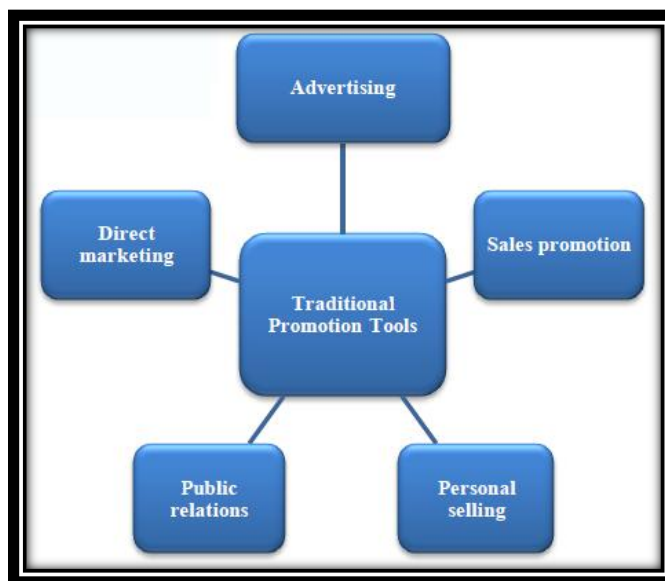 Advertising
Direct
marketing
Sales promotion
Traditional
Promotion Tools
Public
relations
Personal
selling